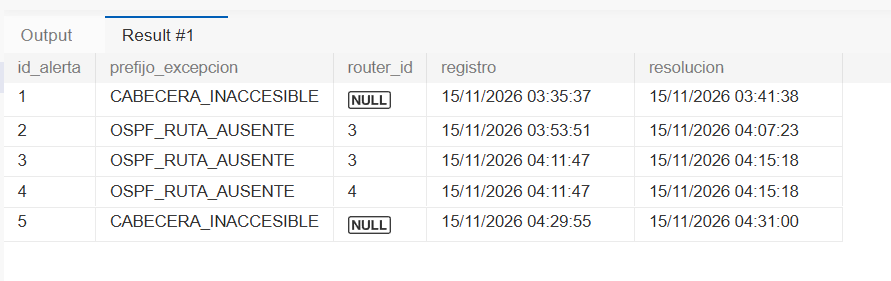 Output Result #1
id_alerta prefijo_excepcion router_id registro resolucion
1 CABECERA_INACCESIBLE NULL 15/11/2026 03:35:37 15/11/2026 03:41:38
2 OSPF_RUTA_AUSENTE 3 15/11/2026 03:53:51 15/11/2026 04:07:23
3 OSPF_RUTA_AUSENTE 3 15/11/2026 04:11:47 15/11/2026 04:15:18
4 OSPF_RUTA_AUSENTE 4 15/11/2026 04:11:47 15/11/2026 04:15:18
5 CABECERA_INACCESIBLE NULL 15/11/2026 04:29:55 15/11/2026 04:31:00